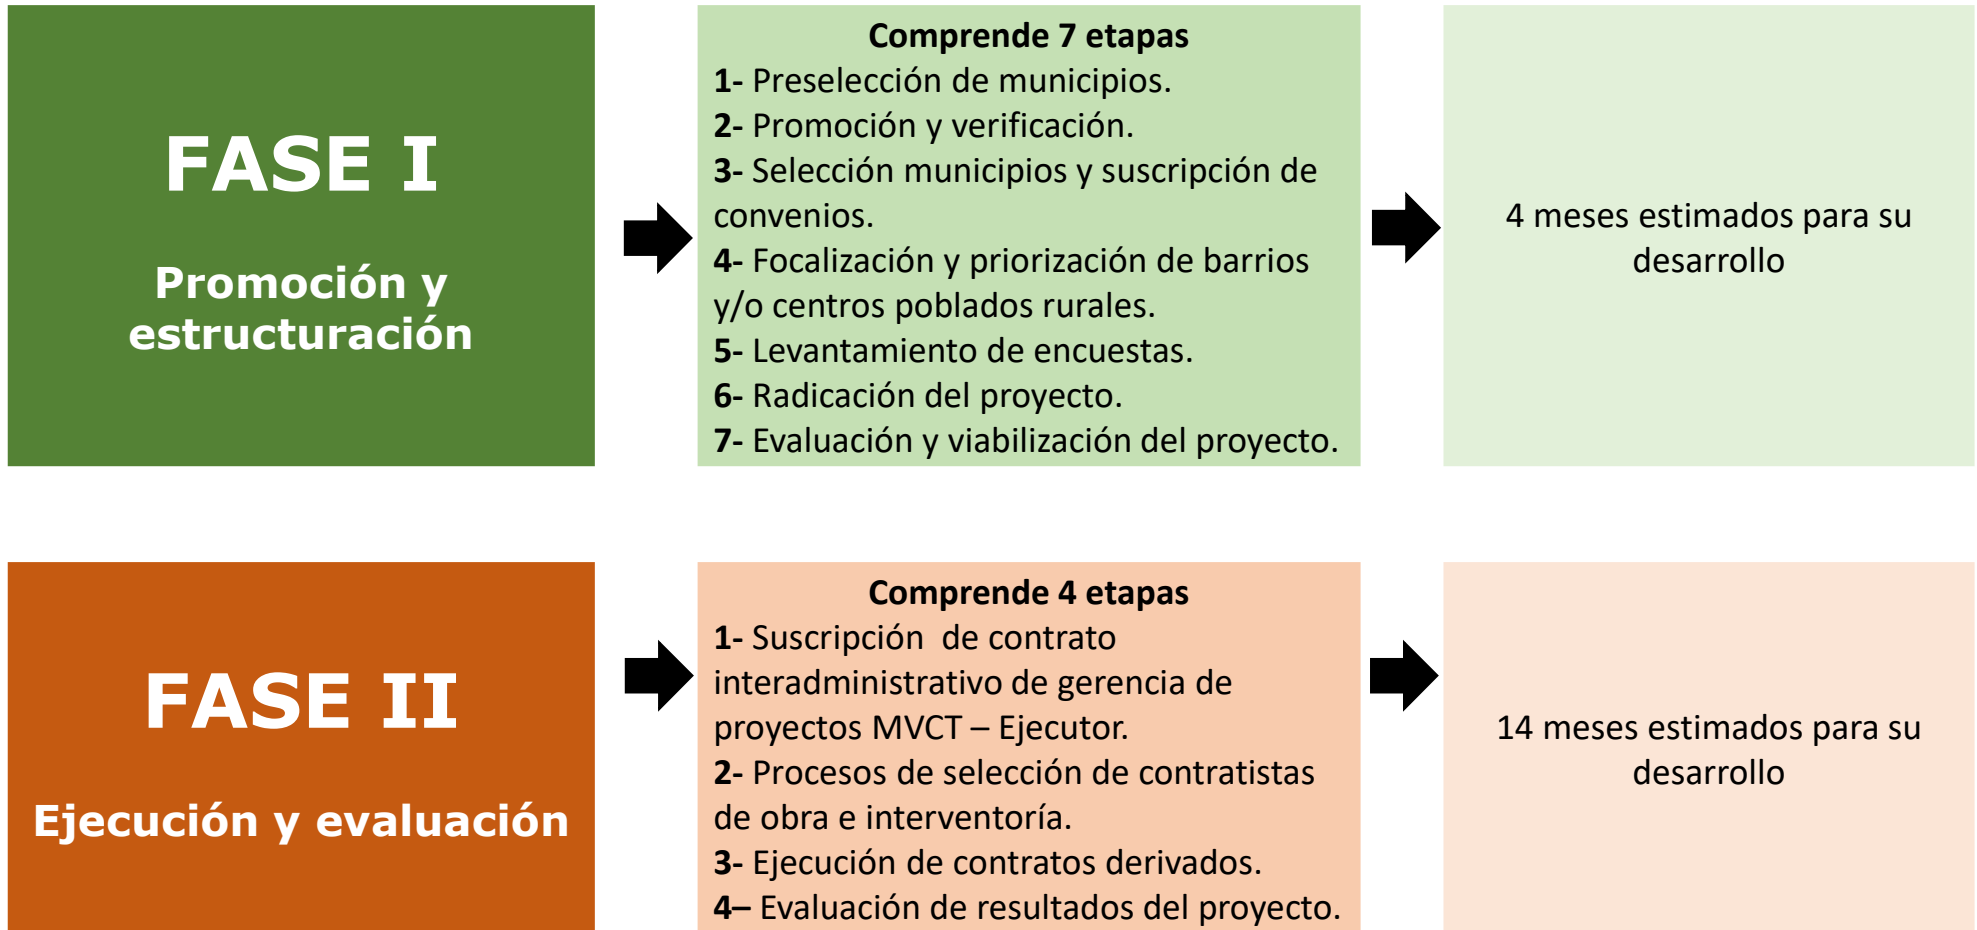 FASE I
Promoción y
estructuración
Comprende 7 etapas
1- Preselección de municipios.
2- Promoción y verificación.
3- Selección municipios y suscripción de
convenios.
4- Focalización y priorización de barrios
y/o centros poblados rurales.
5- Levantamiento de encuestas.
6- Radicación del proyecto.
7- Evaluación y viabilización del proyecto.
4 meses estimados para su
desarrollo
FASE II
Ejecución y evaluación
Comprende 4 etapas
1- Suscripción  de contrato
interadministrativo de gerencia de
proyectos MVCT – Ejecutor.
2- Procesos de selección de contratistas
de obra e interventoría.
3- Ejecución de contratos derivados.
4– Evaluación de resultados del proyecto.
14 meses estimados para su
desarrollo